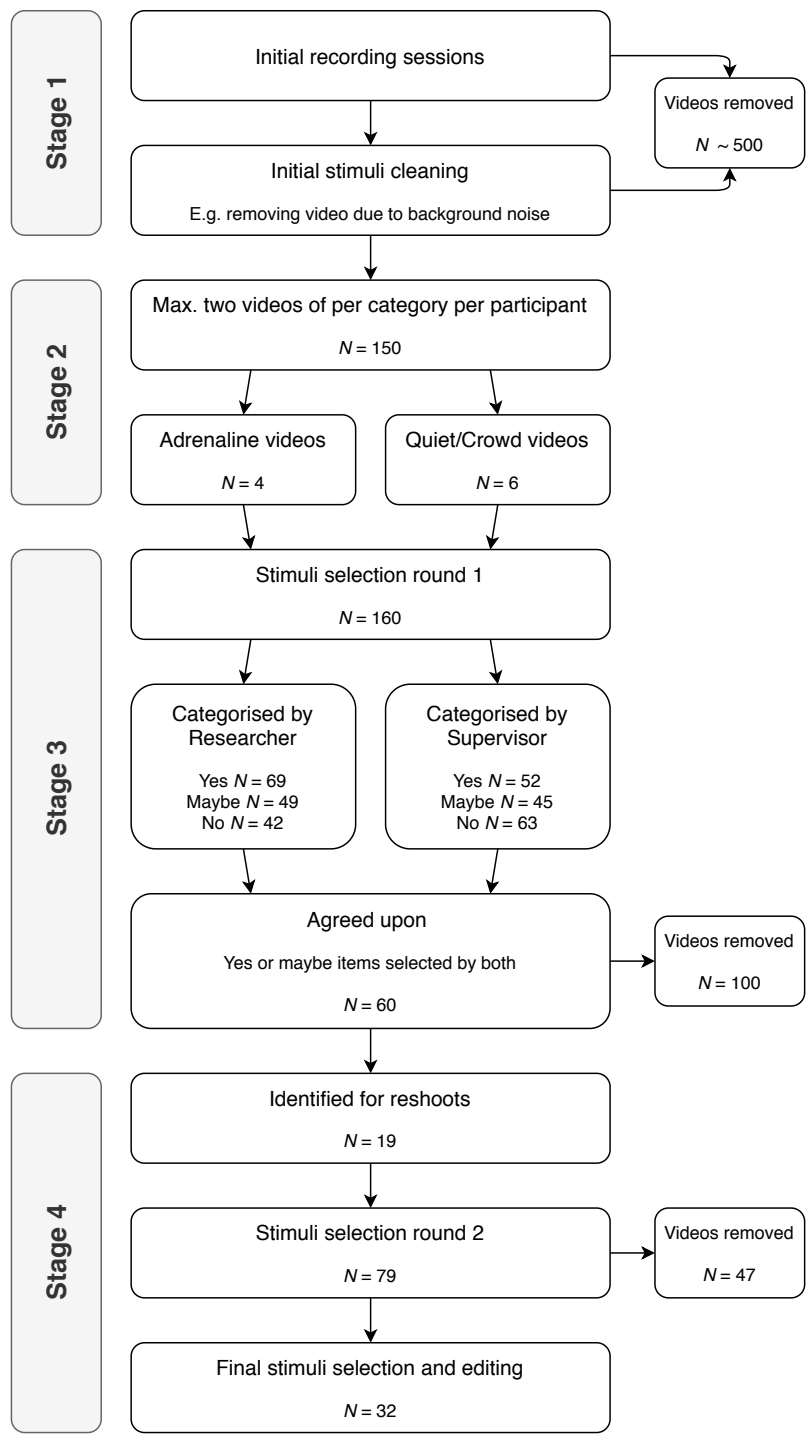 Stage 1
Initial recording sessions
Videos removed
N ~ 500
Initial stimuli cleaning
E.g. removing video due to background noise
Stage 2
Max. two videos of per category per participant
N = 150
Adrenaline videos
N = 4
Quiet/Crowd videos
N = 6
Stage 3
Stimuli selection round 1
N = 160
Categorised by
Researcher
Yes N = 69
Maybe N = 49
No N = 42
Categorised by
Supervisor
Yes N = 52
Maybe N = 45
No N = 63
Agreed upon
Yes or maybe items selected by both
N = 60
Videos removed
N = 100
Stage 4
Identified for reshoots
N = 19
Stimuli selection round 2
N = 79
Videos removed
N = 47
Final stimuli selection and editing
N = 32